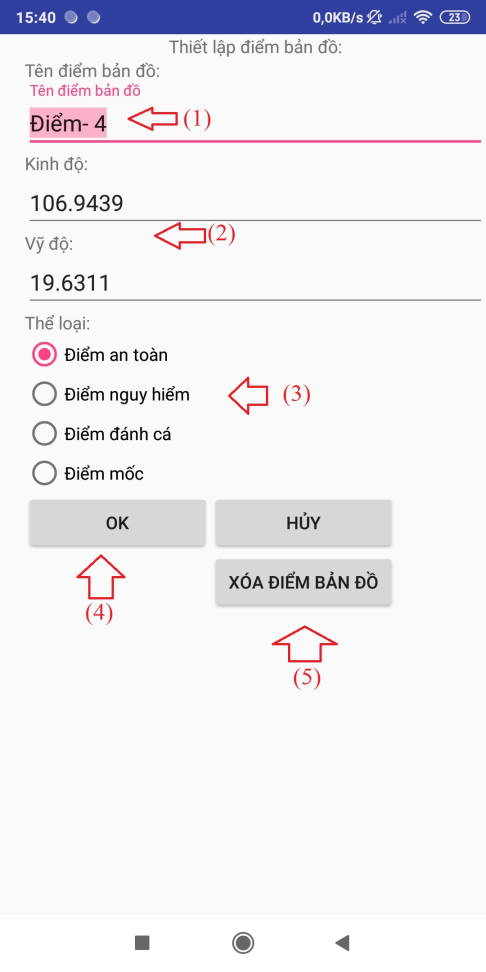 15:40 0,0KB/s 23
Thiết lập điểm bản đồ:
Tên điểm bản đồ:
Tên điểm bản đồ
Điểm- 4 (1)
Kinh độ:
106.9439
(2)
Vỹ độ:
19.6311
Thể loại:
Điểm an toàn
Điểm nguy hiểm (3)
Điểm đánh cá
Điểm mốc
OK HỦY
XÓA ĐIỂM BẢN ĐỒ
(4)
(5)